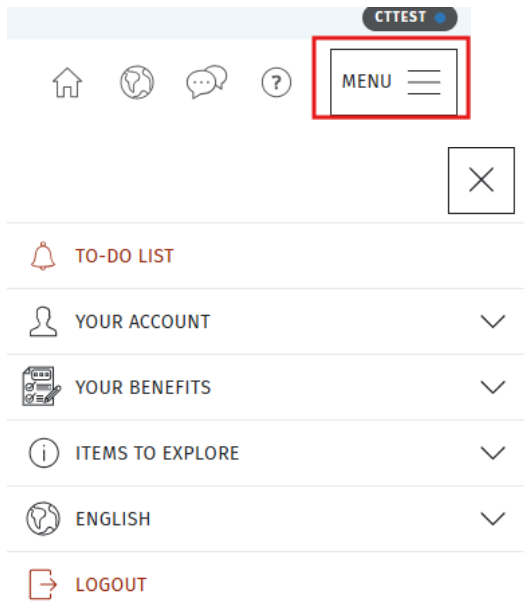 CTTEST
?
MENU
TO-DO LIST
YOUR ACCOUNT
YOUR BENEFITS
i
ITEMS TO EXPLORE
ENGLISH
LOGOUT